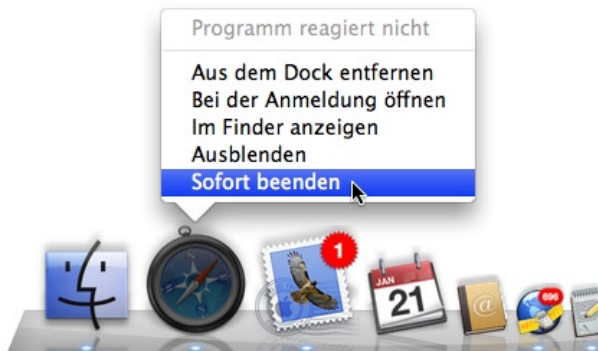 Programm reagiert nicht
Aus dem Dock entfernen
Bei der Anmeldung öffnen
Im Finder anzeigen
Ausblenden
Sofort beenden
1
JAN
21
@
696